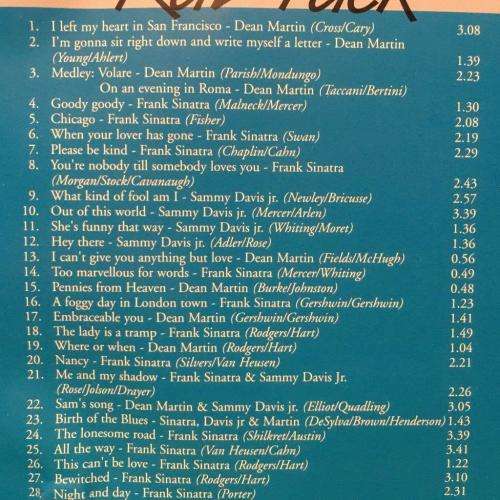 Rat Pack
1. I left my heart in San Francisco - Dean Martin (Cross/Cary) 3.08
2. I'm gonna sit right down and write myself a letter - Dean Martin
(Young/Ahlert) 1.39
3. Medley: Volare - Dean Martin (Parish/Mondungo) 2.23
On an evening in Roma - Dean Martin (Taccani/Bertini)
4. Goody goody - Frank Sinatra (Malneck/Mercer) 1.30
5. Chicago - Frank Sinatra (Fisher) 2.08
6. When your lover has gone - Frank Sinatra (Swan) 2.19
7. Please be kind - Frank Sinatra (Chaplin/Cahn) 2.29
8. You're nobody till somebody loves you - Frank Sinatra
(Morgan/Stock/Cavanaugh) 2.43
9. What kind of fool am I - Sammy Davis jr. (Newley/Bricusse) 2.57
10. Out of this world - Sammy Davis jr. (Mercer/Arlen) 3.39
11. She's funny that way - Sammy Davis jr. (Whiting/Moret) 1.36
12. Hey there - Sammy Davis jr. (Adler/Rose) 1.36
13. I can't give you anything but love - Dean Martin (Fields/McHugh) 0.56
14. Too marvellous for words - Frank Sinatra (Mercer/Whiting) 0.49
15. Pennies from Heaven - Dean Martin (Burke/Johnston) 0.48
16. A foggy day in London town - Frank Sinatra (Gershwin/Gershwin) 1.23
17. Embraceable you - Dean Martin (Gershwin/Gershwin) 1.41
18. The lady is a tramp - Frank Sinatra (Rodgers/Hart) 1.49
19. Where or when - Dean Martin (Rodgers/Hart) 1.04
20. Nancy - Frank Sinatra (Silvers/Van Heusen) 2.21
21. Me and my shadow - Frank Sinatra & Sammy Davis Jr.
(Rose/Jolson/Drayer) 2.26
22. Sam's song - Dean Martin & Sammy Davis jr. (Elliot/Quadling) 3.05
23. Birth of the Blues - Sinatra, Davis jr & Martin (DeSylva/Brown/Henderson) 1.43
24. The lonesome road - Frank Sinatra (Shilkret/Austin) 3.39
25. All the way - Frank Sinatra (Van Heusen/Cahn) 3.41
26. This can't be love - Frank Sinatra (Rodgers/Hart) 1.22
27. Bewitched - Frank Sinatra (Rodgers/Hart) 3.10
28. Night and day - Frank Sinatra (Porter) 2.31